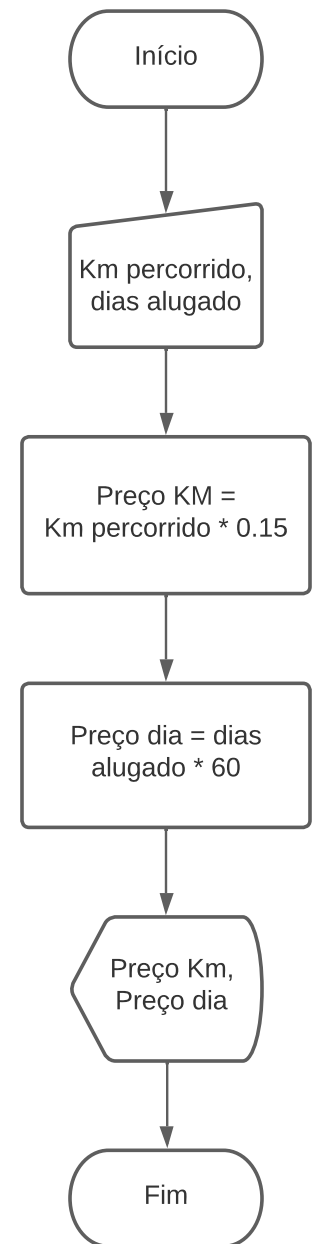 Início
Km percorrido,
dias alugado
Preço KM =
Km percorrido * 0.15
Preço dia = dias
alugado * 60
Preço Km,
Preço dia
Fim